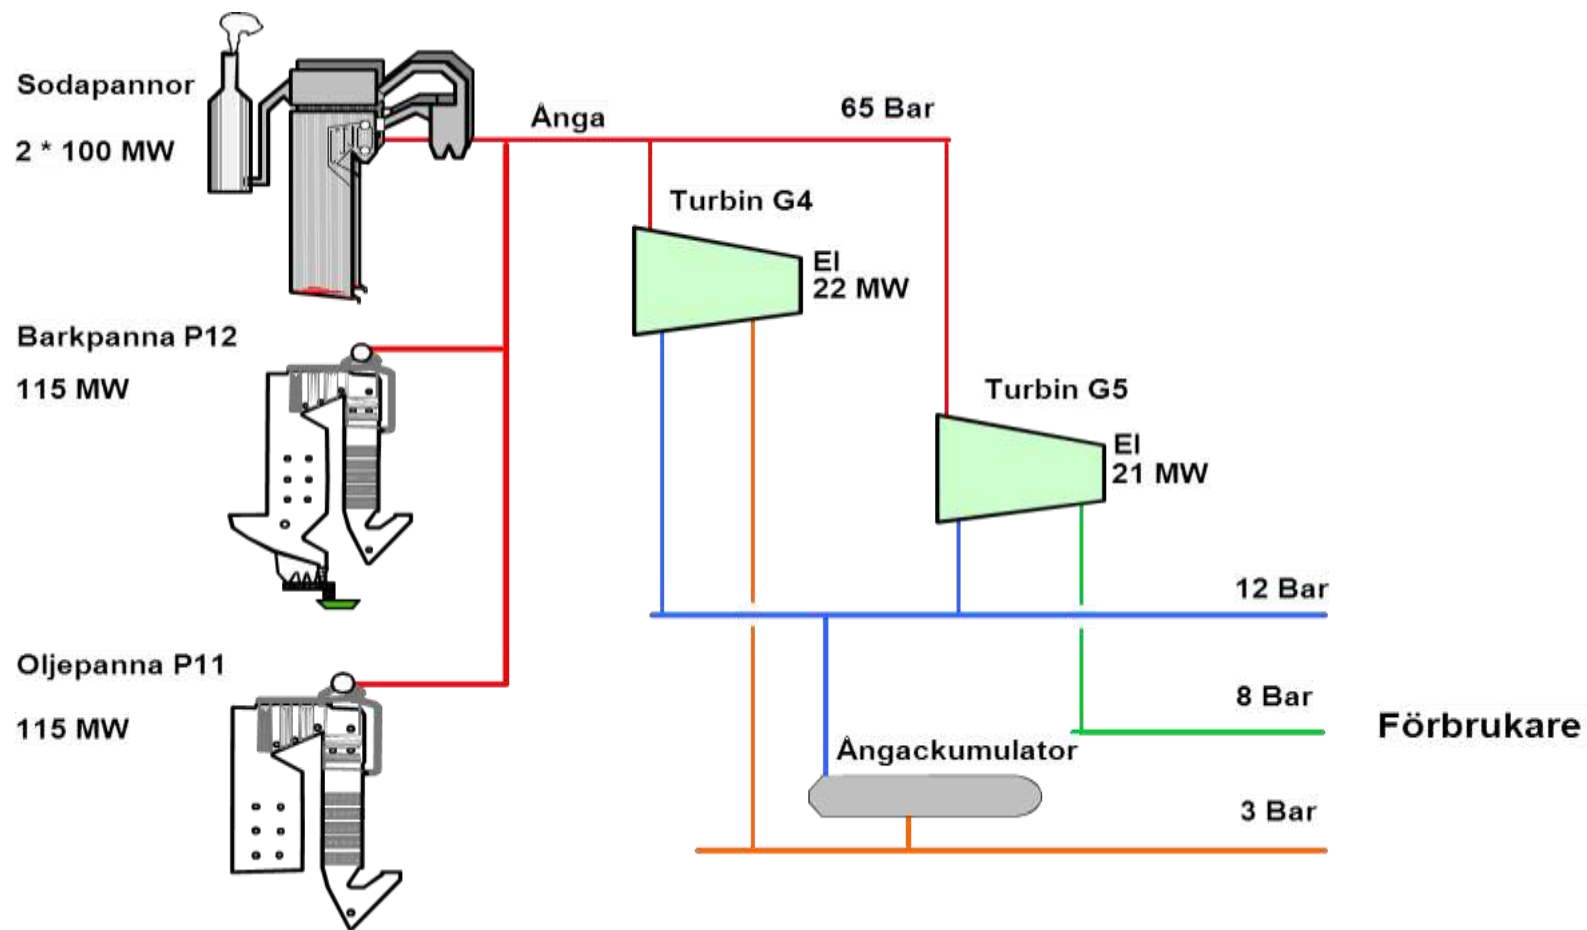 Sodapannor
2 * 100 MW
Ånga
65 Bar
Turbin G4
El
22 MW
Barkpanna P12
115 MW
Turbin G5
El
21 MW
12 Bar
Oljepanna P11
115 MW
8 Bar
Förbrukare
Ångackumulator
3 Bar